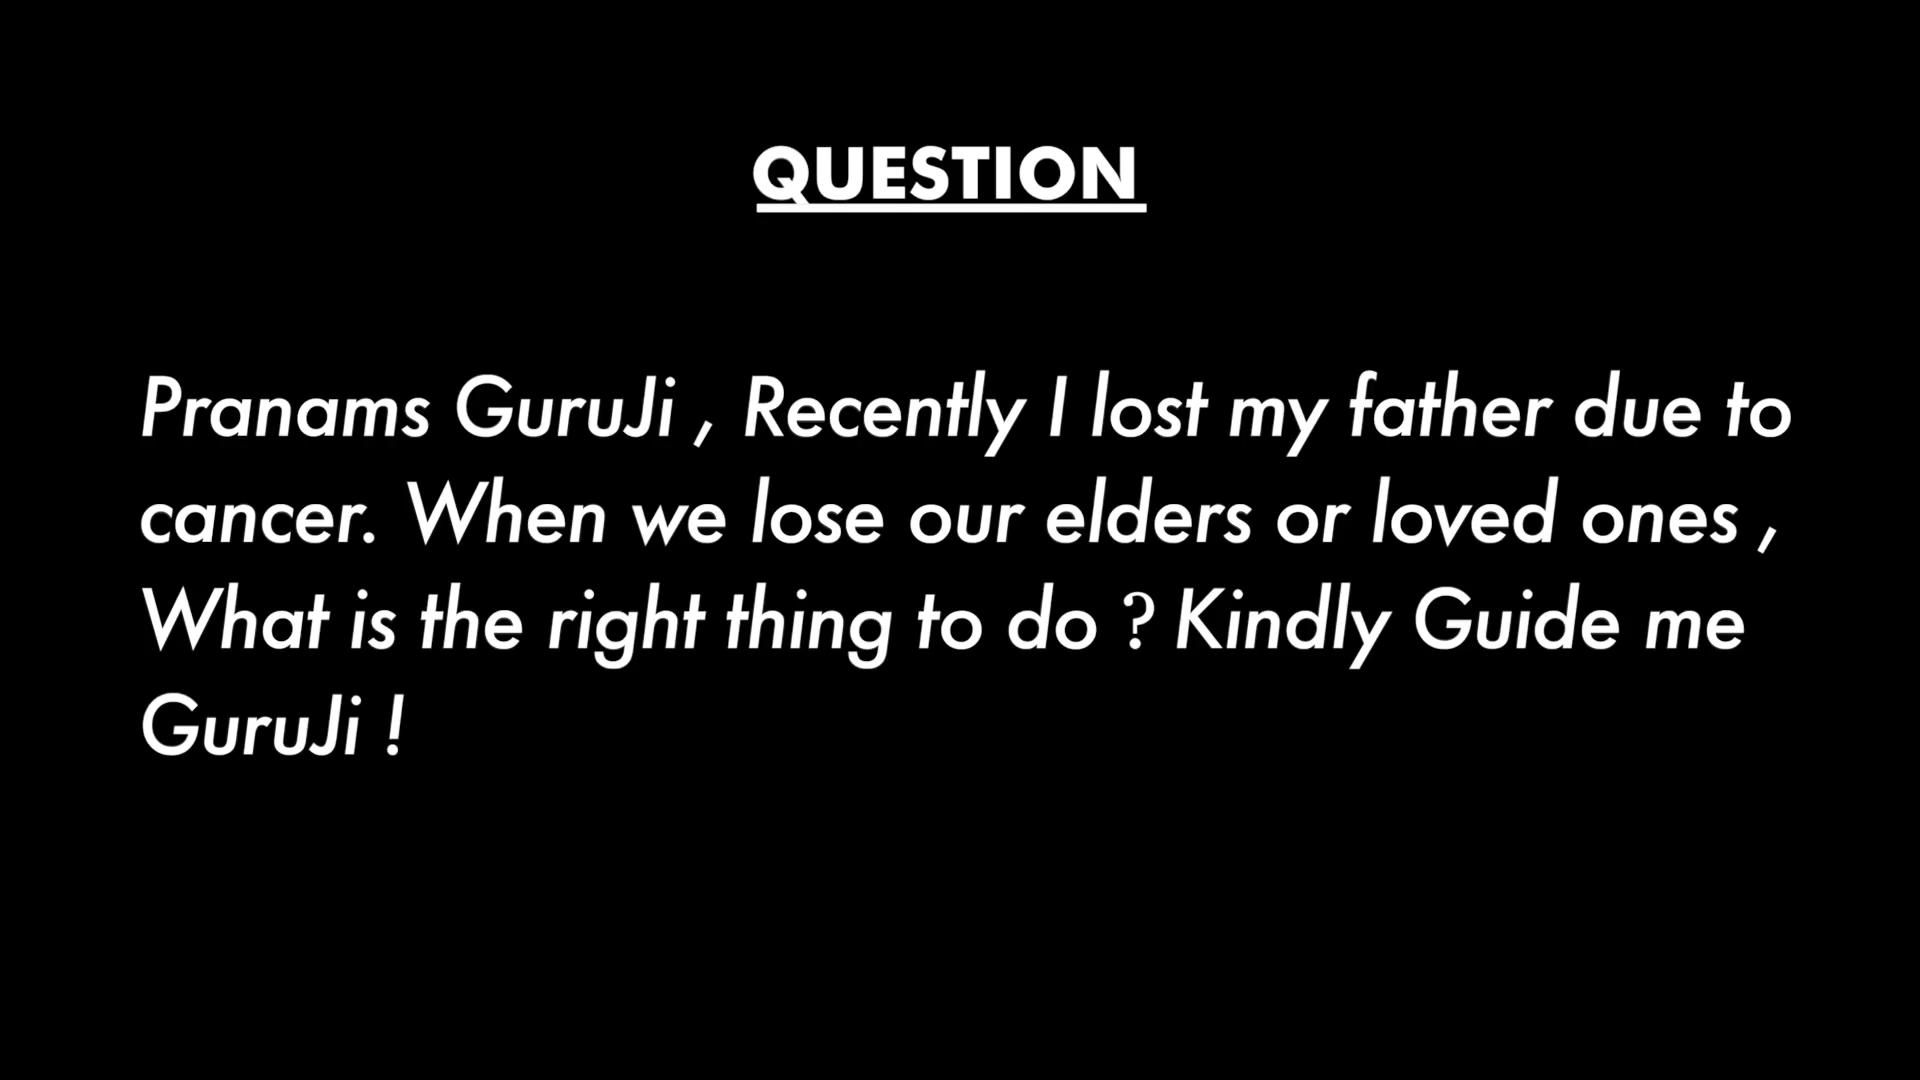 QUESTION
Pranams GuruJi , Recently I lost my father due to
cancer. When we lose our elders or loved ones ,
What is the right thing to do ? Kindly Guide me
GuruJi !